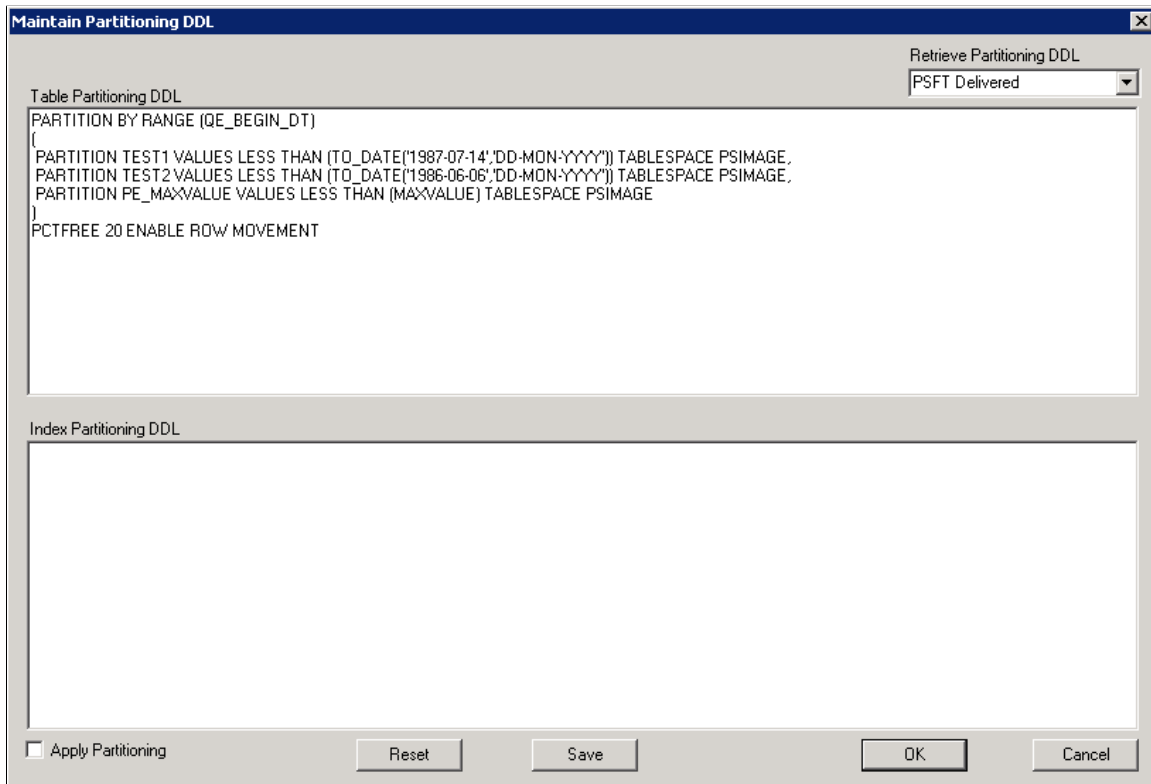 Maintain Partitioning DDL
Retrieve Partitioning DDL
PSFT Delivered
Table Partitioning DDL
PARTITION BY RANGE (QE_BEGIN_DT)
(
PARTITION TEST1 VALUES LESS THAN (TO_DATE('1987-07-14','DD-MON-YYYY')) TABLESPACE PSIMAGE,
PARTITION TEST2 VALUES LESS THAN (TO_DATE('1986-06-06','DD-MON-YYYY')) TABLESPACE PSIMAGE,
PARTITION PE_MAXVALUE VALUES LESS THAN (MAXVALUE) TABLESPACE PSIMAGE
)
PCTFREE 20 ENABLE ROW MOVEMENT
Index Partitioning DDL
Apply Partitioning
Reset
Save
OK
Cancel